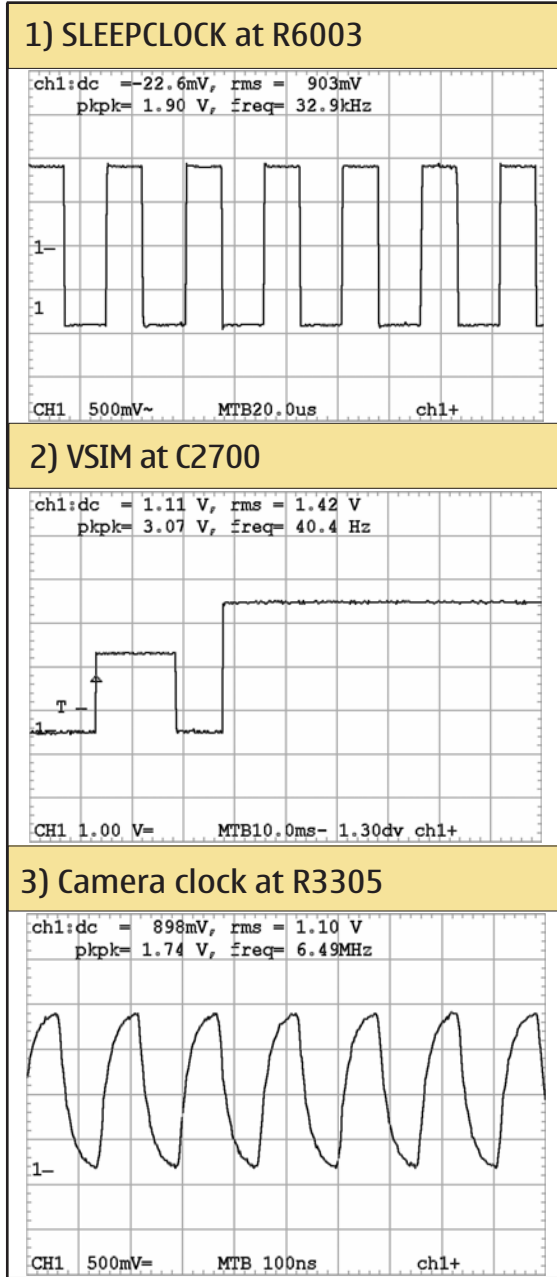 1) SLEEPCLOCK at R6003
ch1:dc =-22.6mV, rms = 903mV
pkpk= 1.90 V, freq= 32.9kHz
1–
1
CH1 500mV~ MTB20.0us ch1+
2) VSIM at C2700
ch1:dc = 1.11 V, rms = 1.42 V
pkpk= 3.07 V, freq= 40.4 Hz
T –
1–
CH1 1.00 V= MTB10.0ms- 1.30dv ch1+
3) Camera clock at R3305
ch1:dc = 898mV, rms = 1.10 V
pkpk= 1.74 V, freq= 6.49MHz
1–
CH1 500mV= MTB 100ns ch1+